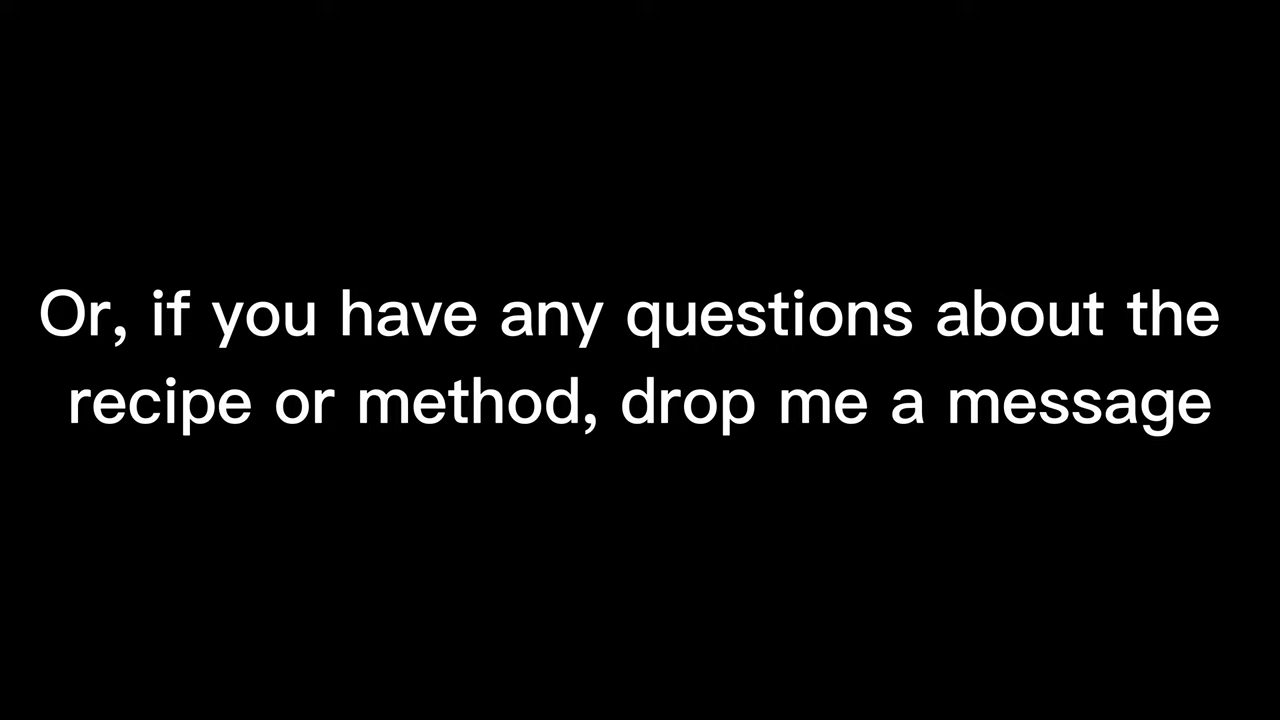 Or, if you have any questions about the
recipe or method, drop me a message